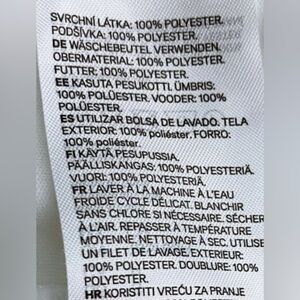 SVRCHNÍ LÁTKA: 100% POLYESTER.
PODŠÍVKA: 100% POLYESTER.
DE WÄSCHEBEUTEL VERWENDEN.
OBERMATERIAL: 100% POLYESTER.
FUTTER: 100% POLYESTER.
EE KASUTA PESUKOTTI. ÜMBRIS:
100% POLÜESTER. VOODER: 100%
POLÜESTER.
ES UTILIZAR BOLSA DE LAVADO. TELA
EXTERIOR: 100% poliéster. FORRO:
100% poliéster.
FI KÄYTÄ PESUPUSSIA.
PÄÄLLISKANGAS: 100% POLYESTERIÄ.
VUORI: 100% POLYESTERIÄ.
FR LAVER À LA MACHINE À L'EAU
FROIDE CYCLE DÉLICAT. BLANCHIR
SANS CHLORE SI NÉCESSAIRE. SÉCHER
À L'AIR. REPASSER À TEMPÉRATURE
MOYENNE. NETTOYAGE À SEC. UTILISE
UN FILET DE LAVAGE. EXTERIEUR:
100% POLYESTER. DOUBLURE: 100%
POLYESTER.
HR KORISTITI VREĆU ZA PRANJE